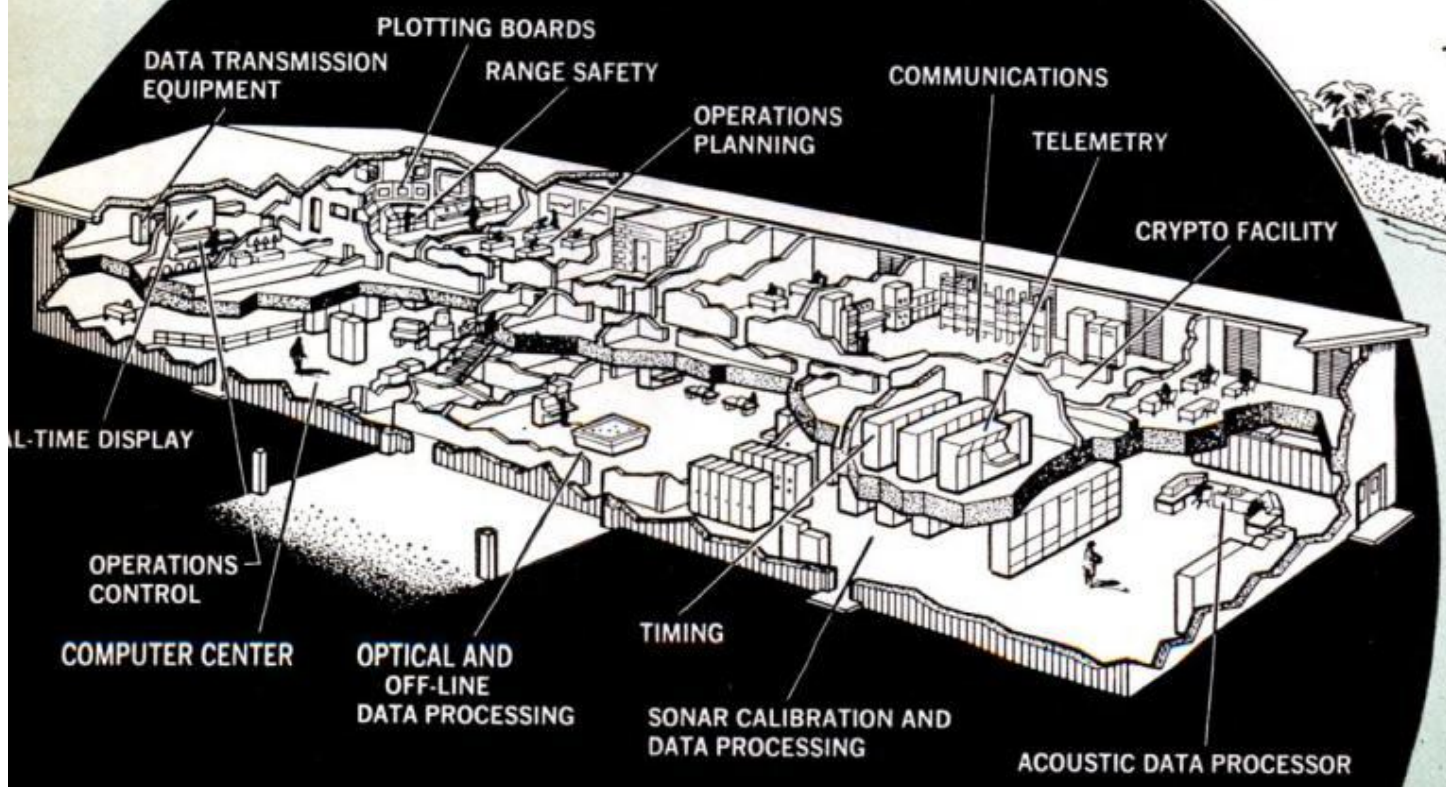 PLOTTING BOARDS
DATA TRANSMISSION
EQUIPMENT
RANGE SAFETY
OPERATIONS
PLANNING
COMMUNICATIONS
TELEMETRY
CRYPTO FACILITY
AL-TIME DISPLAY
OPERATIONS
CONTROL
COMPUTER CENTER
OPTICAL AND
OFF-LINE
DATA PROCESSING
TIMING
SONAR CALIBRATION AND
DATA PROCESSING
ACOUSTIC DATA PROCESSOR